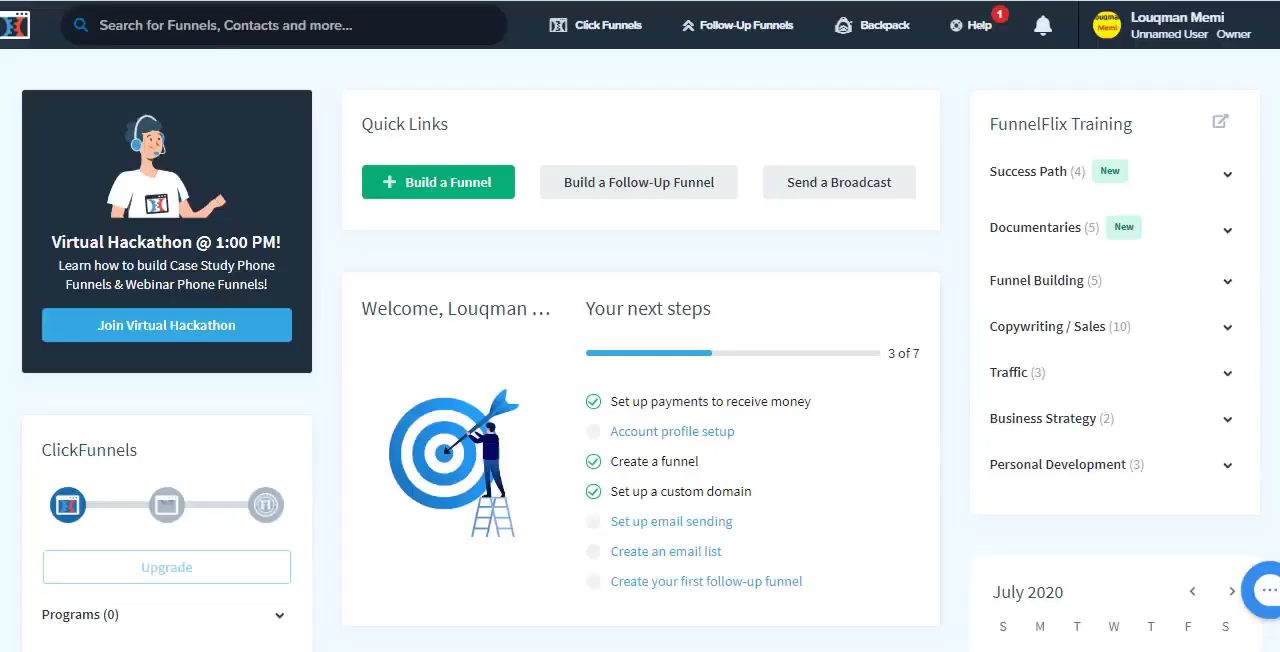 Search for Funnels, Contacts and more...
Click Funnels
Follow-Up Funnels
Backpack
Help
1
Louqman Memi
Unnamed User Owner
Virtual Hackathon @ 1:00 PM!
Learn how to build Case Study Phone
Funnels & Webinar Phone Funnels!
Join Virtual Hackathon
ClickFunnels
Upgrade
Programs (0)
Quick Links
+ Build a Funnel
Build a Follow-Up Funnel
Send a Broadcast
Welcome, Louqman ...
Your next steps
3 of 7
Set up payments to receive money
Account profile setup
Create a funnel
Set up a custom domain
Set up email sending
Create an email list
Create your first follow-up funnel
FunnelFlix Training
Success Path (4) New
Documentaries (5) New
Funnel Building (5)
Copywriting / Sales (10)
Traffic (3)
Business Strategy (2)
Personal Development (3)
July 2020
S M T W T F S